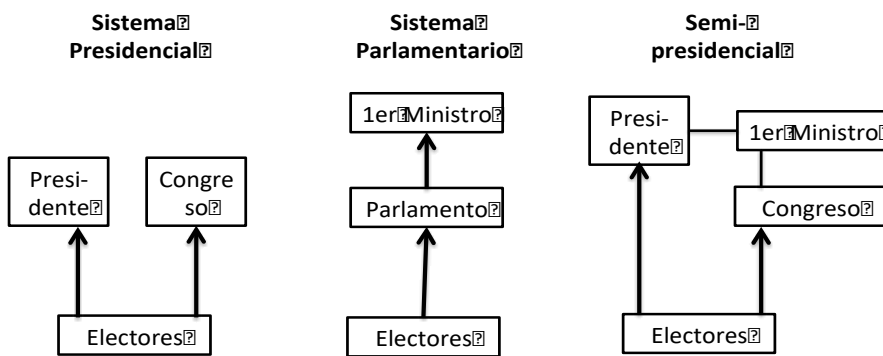 Sistema
Presidencial
Presi-
dente
Congre
so
Electores
Sistema
Parlamentario
1er Ministro
Parlamento
Electores
Semi-
presidencial
Presi-
dente
1er Ministro
Congreso
Electores